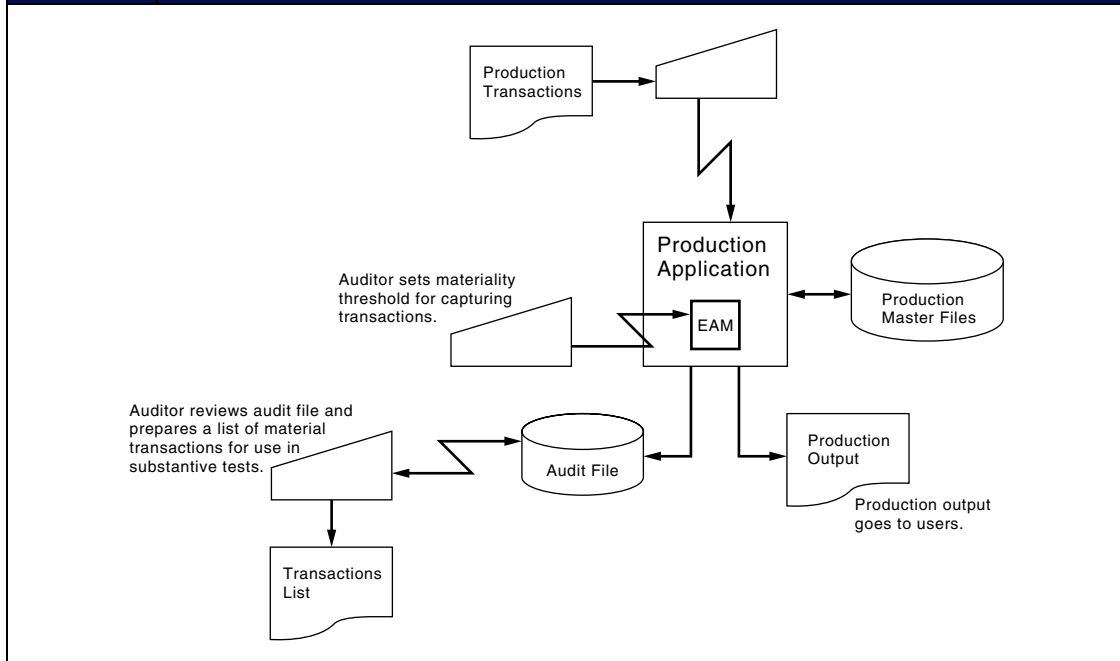 Production
Transactions
Production
Application
EAM
Production
Master Files
Auditor sets materiality
threshold for capturing
transactions.
Auditor reviews audit file and
prepares a list of material
transactions for use in
substantive tests.
Audit File
Production
Output
Production output
goes to users.
Transactions
List